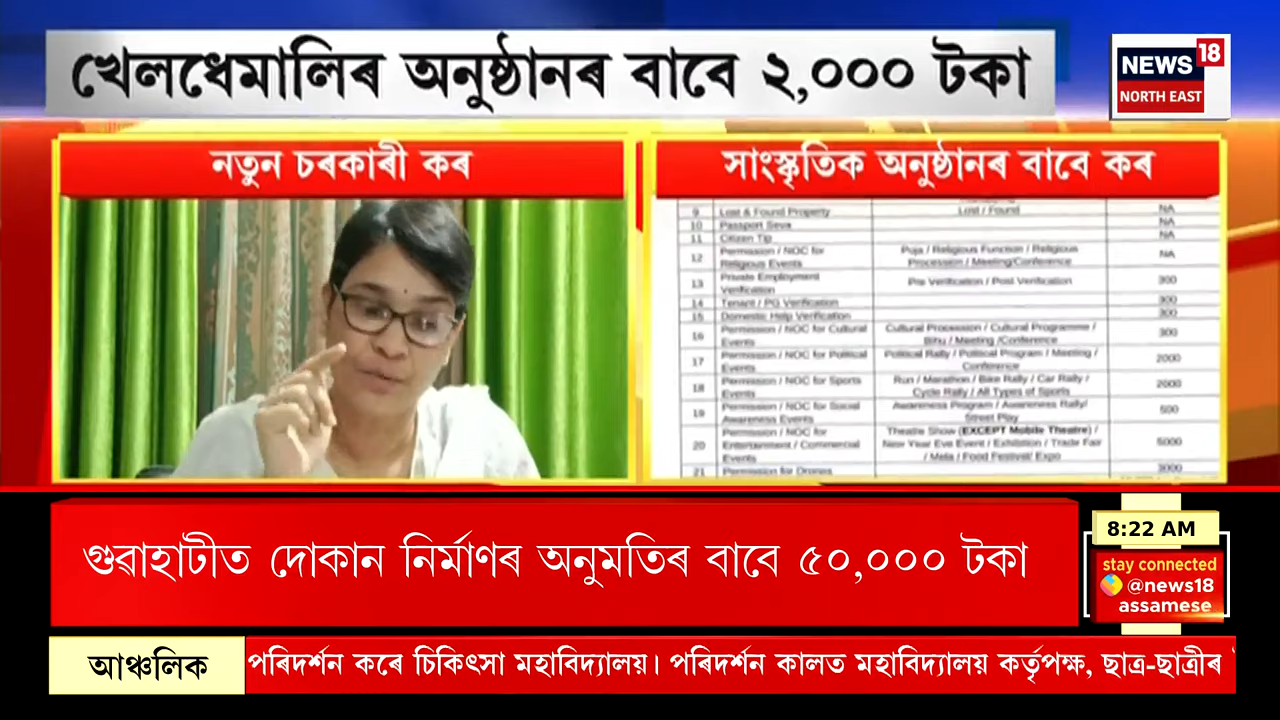 খেলধেমালিৰ অনুষ্ঠানৰ বাবে ২,০০০ টকা
NEWS 18
NORTH EAST
নতুন চৰকাৰী কৰ
সাংস্কৃতিক অনুষ্ঠানৰ বাবে কৰ
9 Lost & Found Property Lost / Found NA
10 Passport Seva NA
11 Citizen Tip NA
12 Permission / NOC for Religious Events Puja / Religious Function / Religious Procession / Meeting/Conference NA
13 Private Employment Verification Pre Verification / Post Verification 300
14 Tenant / PG Verification 300
15 Domestic Help Verification 300
16 Permission / NOC for Cultural Events Cultural Procession / Cultural Programme / Bihu / Meeting /Conference 300
17 Permission / NOC for Political Events Political Rally / Political Program / Meeting / Conference 2000
18 Permission / NOC for Sports Events Run / Marathon / Bike Rally / Car Rally / Cycle Rally / All Types of Sports 2000
19 Permission / NOC for Social Awareness Events Awareness Program / Awareness Rally/ Street Play 500
20 Permission / NOC for Entertainment / Commercial Events Theatre Show (EXCEPT Mobile Theatre) / New Year Eve Event / Exhibition / Trade Fair / Mela / Food Festival/ Expo 5000
21 Permission for Drones 3000
গুৱাহাটীত দোকান নিৰ্মাণৰ অনুমতিৰ বাবে ৫০,০০০ টকা
8:22 AM
stay connected
@news18
assamese
আঞ্চলিক
পৰিদৰ্শন কৰে চিকিৎসা মহাবিদ্যালয়। পৰিদৰ্শন কালত মহাবিদ্যালয় কৰ্তৃপক্ষ, ছাত্ৰ-ছাত্ৰীৰ